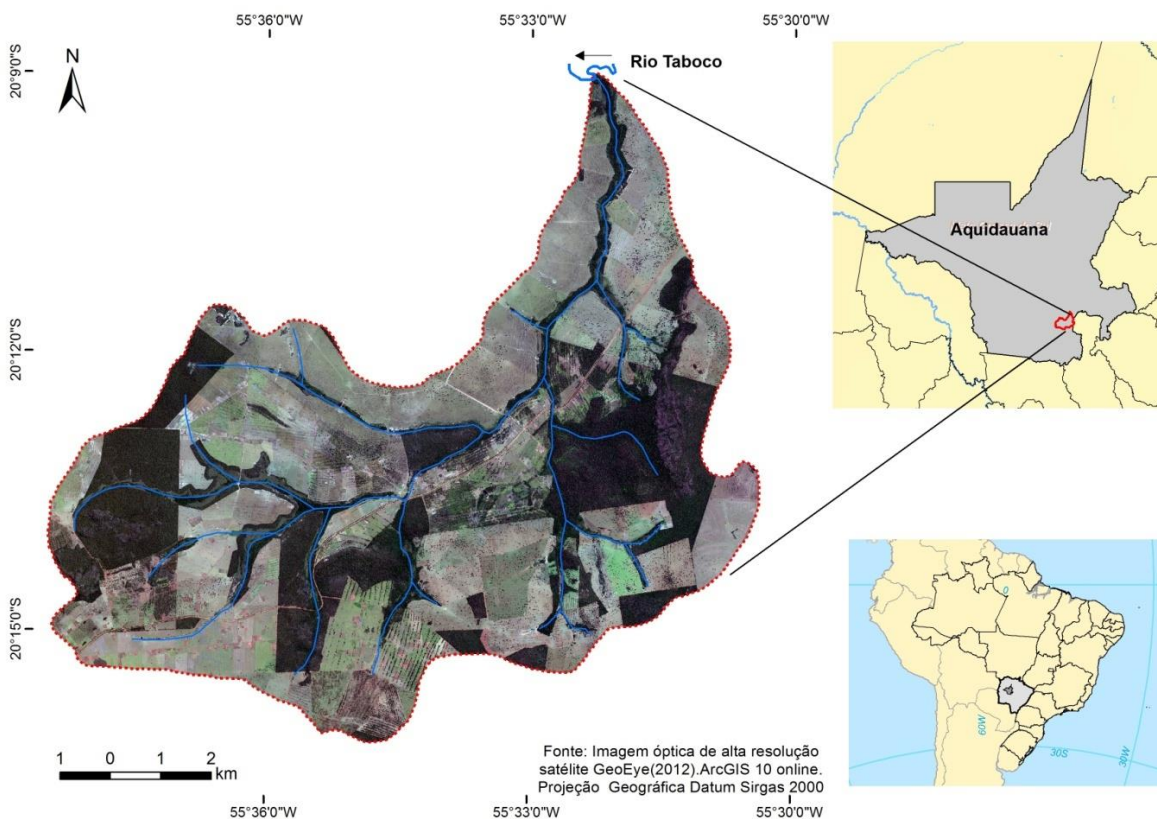 55°36'0"W
55°33'0"W
55°30'0"W
N
20°9'0"S
Rio Taboco
Aquidauana
20°12'0"S
20°15'0"S
0
60W
30S
30W
1 0 1 2
km
Fonte: Imagem óptica de alta resolução
satélite GeoEye(2012).ArcGIS 10 online.
Projeção Geográfica Datum Sirgas 2000
55°36'0"W
55°33'0"W
55°30'0"W